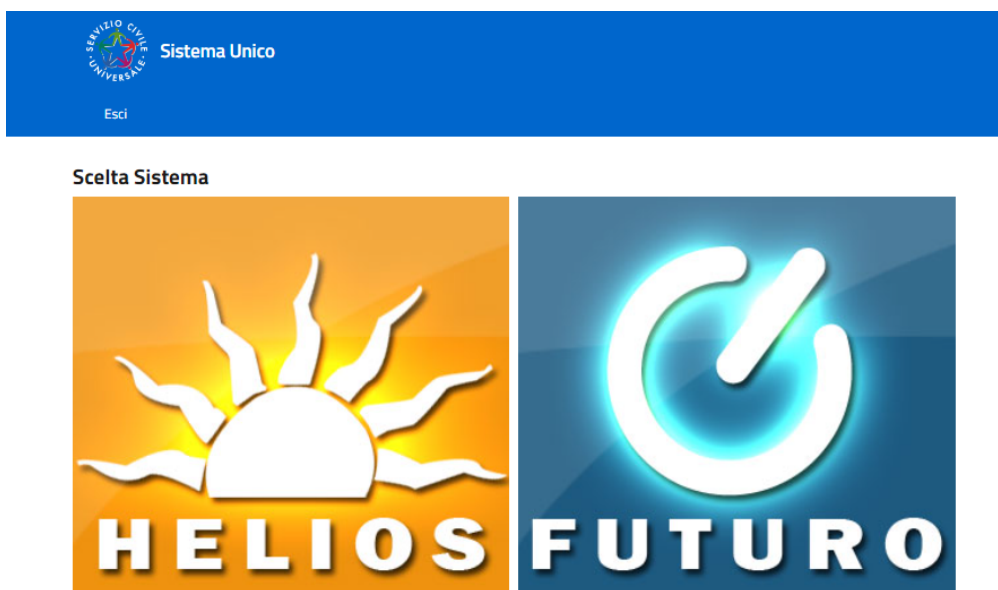 SERVIZIO CIVILE
UNIVERSALE
Sistema Unico
Esci
Scelta Sistema
HELIOS
FUTURO